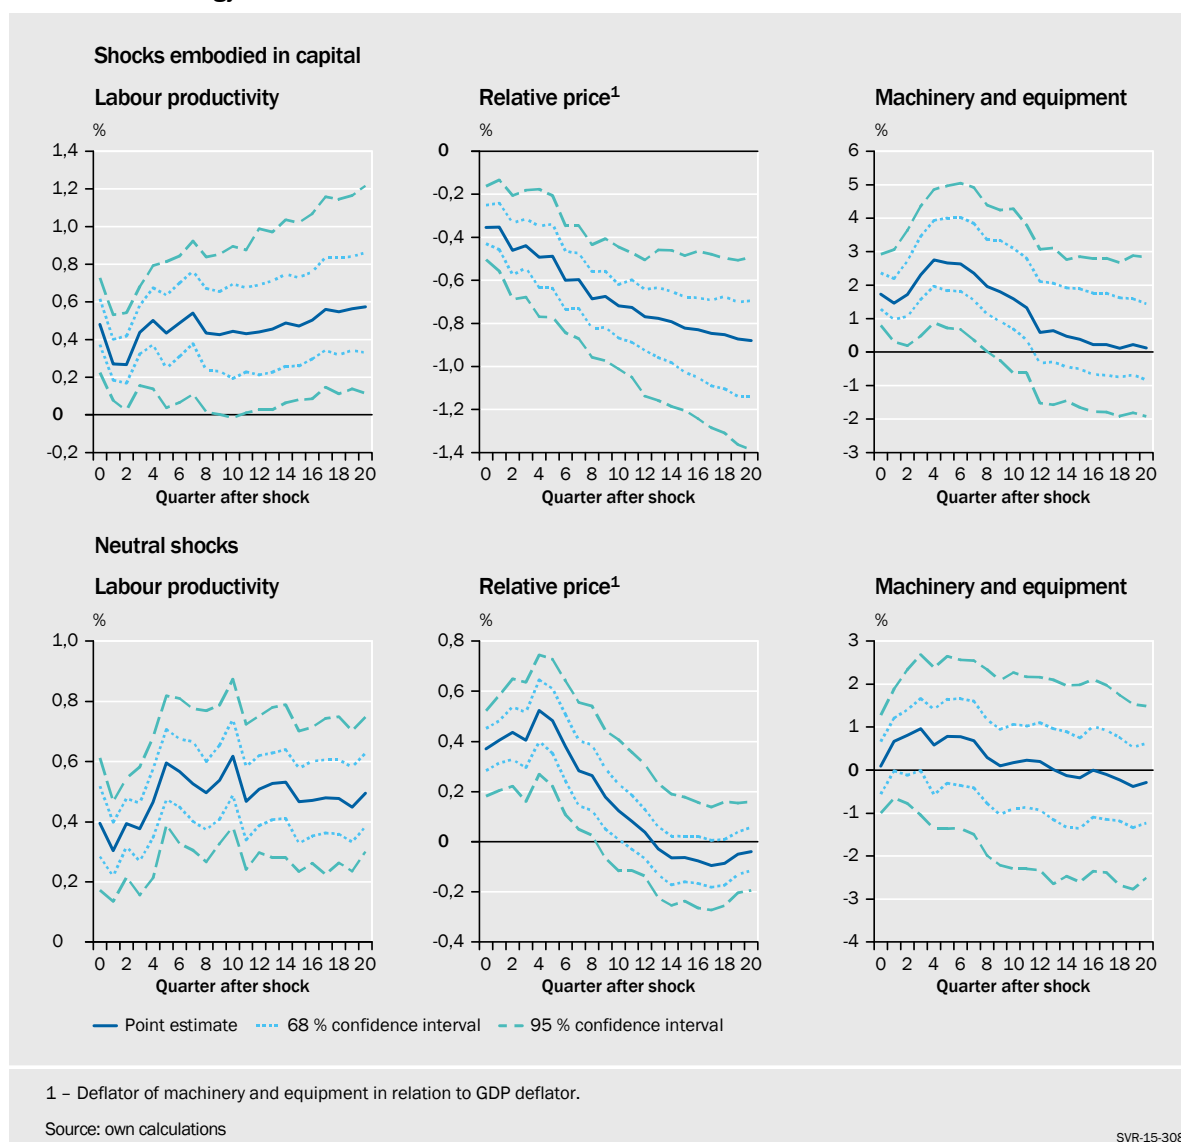 Shocks embodied in capital
Labour productivity
Relative price1
Machinery and equipment
%
%
%
1,4
1,2
1,0
0,8
0,6
0,4
0,2
0
-0,2
0
-0,2
-0,4
-0,6
-0,8
-1,0
-1,2
-1,4
6
5
4
3
2
1
0
-1
-2
-3
0 2 4 6 8 10 12 14 16 18 20
0 2 4 6 8 10 12 14 16 18 20
0 2 4 6 8 10 12 14 16 18 20
Quarter after shock
Quarter after shock
Quarter after shock
Neutral shocks
Labour productivity
Relative price1
Machinery and equipment
%
%
%
1,0
0,8
0,6
0,4
0,2
0
0,8
0,6
0,4
0,2
0
-0,2
-0,4
3
2
1
0
-1
-2
-3
-4
0 2 4 6 8 10 12 14 16 18 20
0 2 4 6 8 10 12 14 16 18 20
0 2 4 6 8 10 12 14 16 18 20
Quarter after shock
Quarter after shock
Quarter after shock
Point estimate
68 % confidence interval
95 % confidence interval
1 – Deflator of machinery and equipment in relation to GDP deflator.
Source: own calculations
SVR-15-308